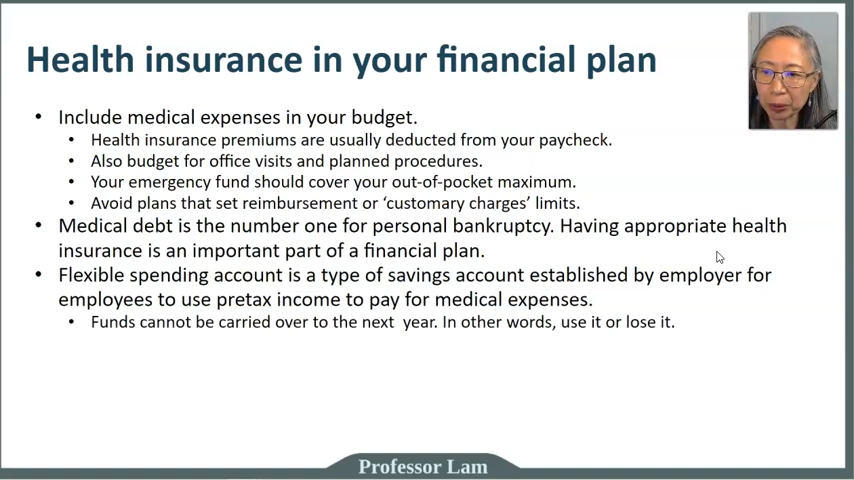 Health insurance in your financial plan
• Include medical expenses in your budget.
• Health insurance premiums are usually deducted from your paycheck.
• Also budget for office visits and planned procedures.
• Your emergency fund should cover your out-of-pocket maximum.
• Avoid plans that set reimbursement or ‘customary charges’ limits.
• Medical debt is the number one for personal bankruptcy. Having appropriate health
insurance is an important part of a financial plan.
• Flexible spending account is a type of savings account established by employer for
employees to use pretax income to pay for medical expenses.
• Funds cannot be carried over to the next  year. In other words, use it or lose it.
Professor Lam